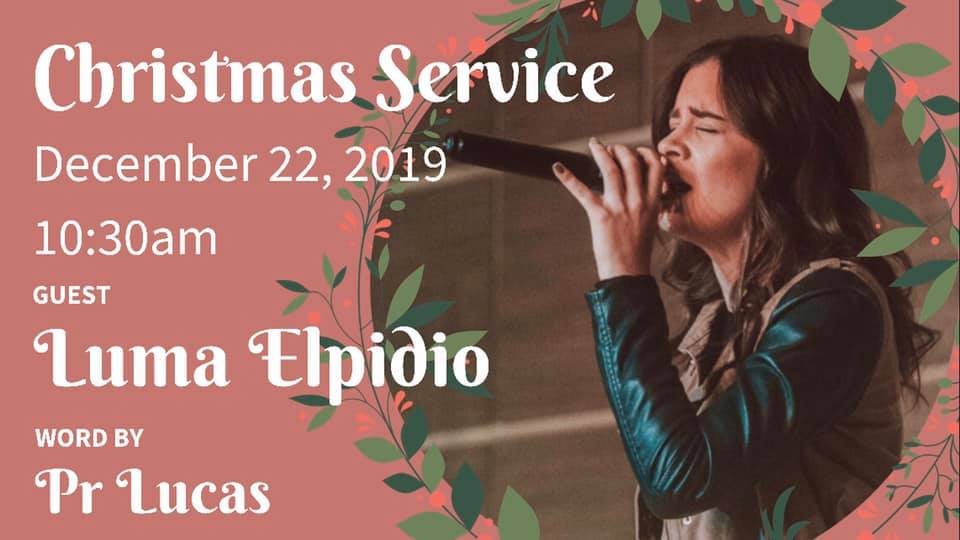 Christmas Service
December 22, 2019
10:30am
GUEST
Luma Elpidio
WORD BY
Pr Lucas